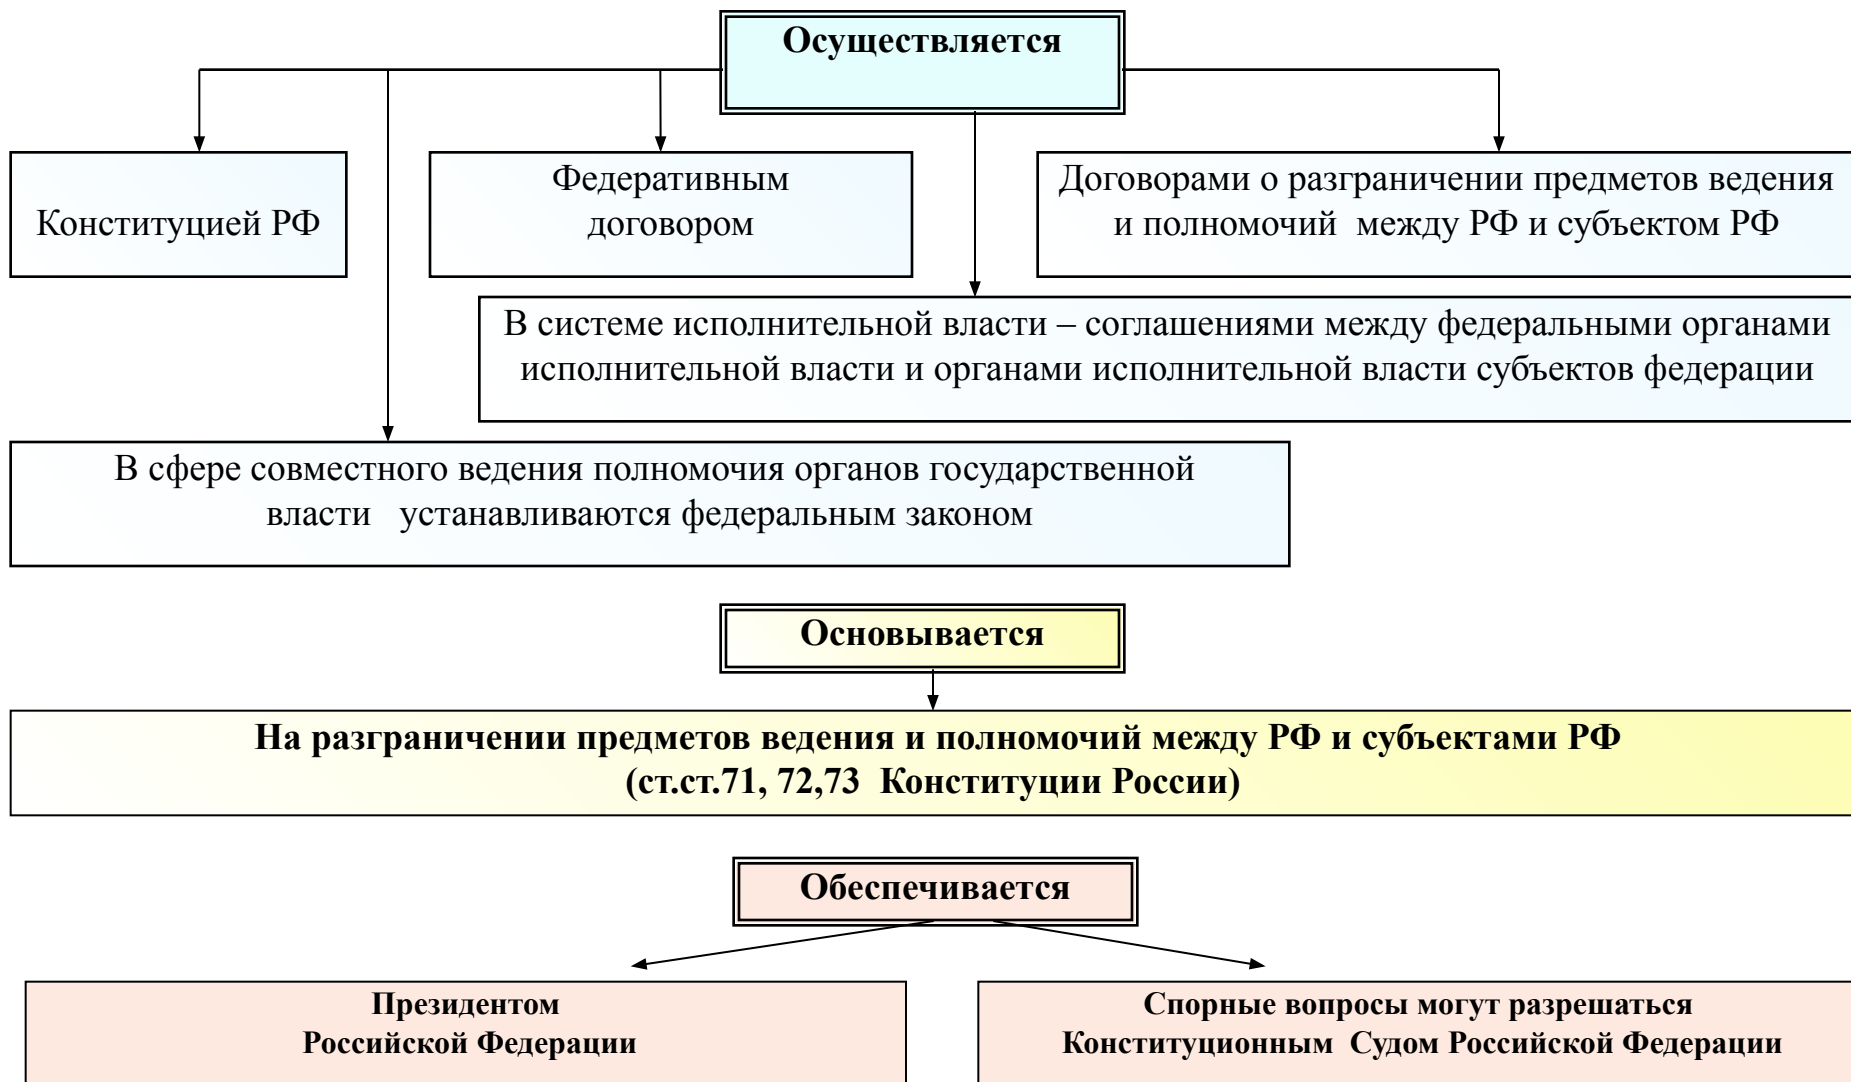 Осуществляется
Конституцией РФ
Федеративным
договором
Договорами о разграничении предметов ведения
и полномочий между РФ и субъектом РФ
В системе исполнительной власти – соглашениями между федеральными органами
исполнительной власти и органами исполнительной власти субъектов федерации
В сфере совместного ведения полномочия органов государственной
власти устанавливаются федеральным законом
Основывается
На разграничении предметов ведения и полномочий между РФ и субъектами РФ
(ст.ст.71, 72,73 Конституции России)
Обеспечивается
Президентом
Российской Федерации
Спорные вопросы могут разрешаться
Конституционным Судом Российской Федерации